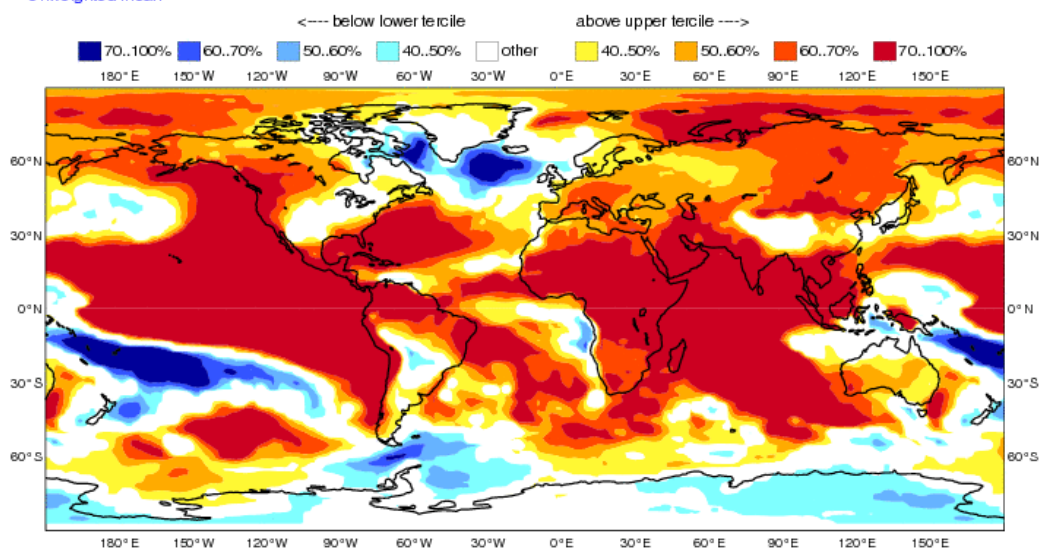 <---- below lower tercile above upper tercile ---->
70..100% 60..70% 50..60% 40..50% other 40..50% 50..60% 60..70% 70..100%
180°E 150°W 120°W 90°W 60°W 30°W 0°E 30°E 60°E 90°E 120°E 150°E
60°N 60°N
30°N 30°N
0°N 0°N
30°S 30°S
60°S 60°S
180°E 150°W 120°W 90°W 60°W 30°W 0°E 30°E 60°E 90°E 120°E 150°E